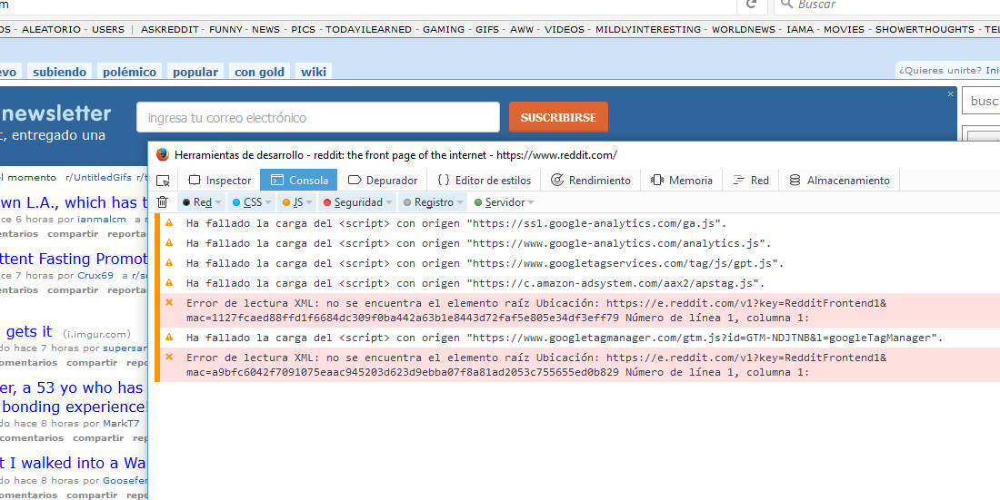 m
Buscar
OS - ALEATORIO - USERS | ASKREDDIT - FUNNY - NEWS - PICS - TODAYILEARNED - GAMING - GIFS - AWW - VIDEOS - MILDLYINTERESTING - WORLDNEWS - IAMA - MOVIES - SHOWERTHOUGHTS - TEL
evo subiendo polémico popular con gold wiki
¿Quieres unirte? Ini
newsletter
ingresa tu correo electrónico
SUSCRIBIRSE
×
busc
t, entregado una
Herramientas de desarrollo - reddit: the front page of the internet - https://www.reddit.com/
Inspector Consola Depurador Editor de estilos Rendimiento Memoria Red Almacenamiento
Red CSS JS Seguridad Registro Servidor
el momento r/UntitledGifs r/t
wn L.A., which has t
ce 6 horas por ianmalcm a r
entarios compartir reporta
ttent Fasting Promot
ce 7 horas por Crux69 a r/sc
entarios compartir reporta
gets it (i.imgur.com)
do hace 7 horas por supersan
comentarios compartir repo
er, a 53 yo who has
bonding experience!
do hace 8 horas por MarkT7
comentarios compartir rep
t I walked into a Wa
do hace 8 horas por Goosefer
omentarios compartir repo
Ha fallado la carga del <script> con origen "https://ssl.google-analytics.com/ga.js".
Ha fallado la carga del <script> con origen "https://www.google-analytics.com/analytics.js".
Ha fallado la carga del <script> con origen "https://www.googletagservices.com/tag/js/gpt.js".
Ha fallado la carga del <script> con origen "https://c.amazon-adsystem.com/aax2/apstag.js".
Error de lectura XML: no se encuentra el elemento raíz Ubicación: https://e.reddit.com/v1?key=RedditFrontend1&
mac=1127fcaed88ffd1f6684dc309f0ba442a63b1e8443d72faf5e805e34df3eff79 Número de línea 1, columna 1:
Ha fallado la carga del <script> con origen "https://www.googletagmanager.com/gtm.js?id=GTM-NDJTNB&l=googleTagManager".
Error de lectura XML: no se encuentra el elemento raíz Ubicación: https://e.reddit.com/v1?key=RedditFrontend1&
mac=a9bfc6042f7091075eaac945203d623d9ebba07f8a81ad2053c755655ed0b829 Número de línea 1, columna 1: